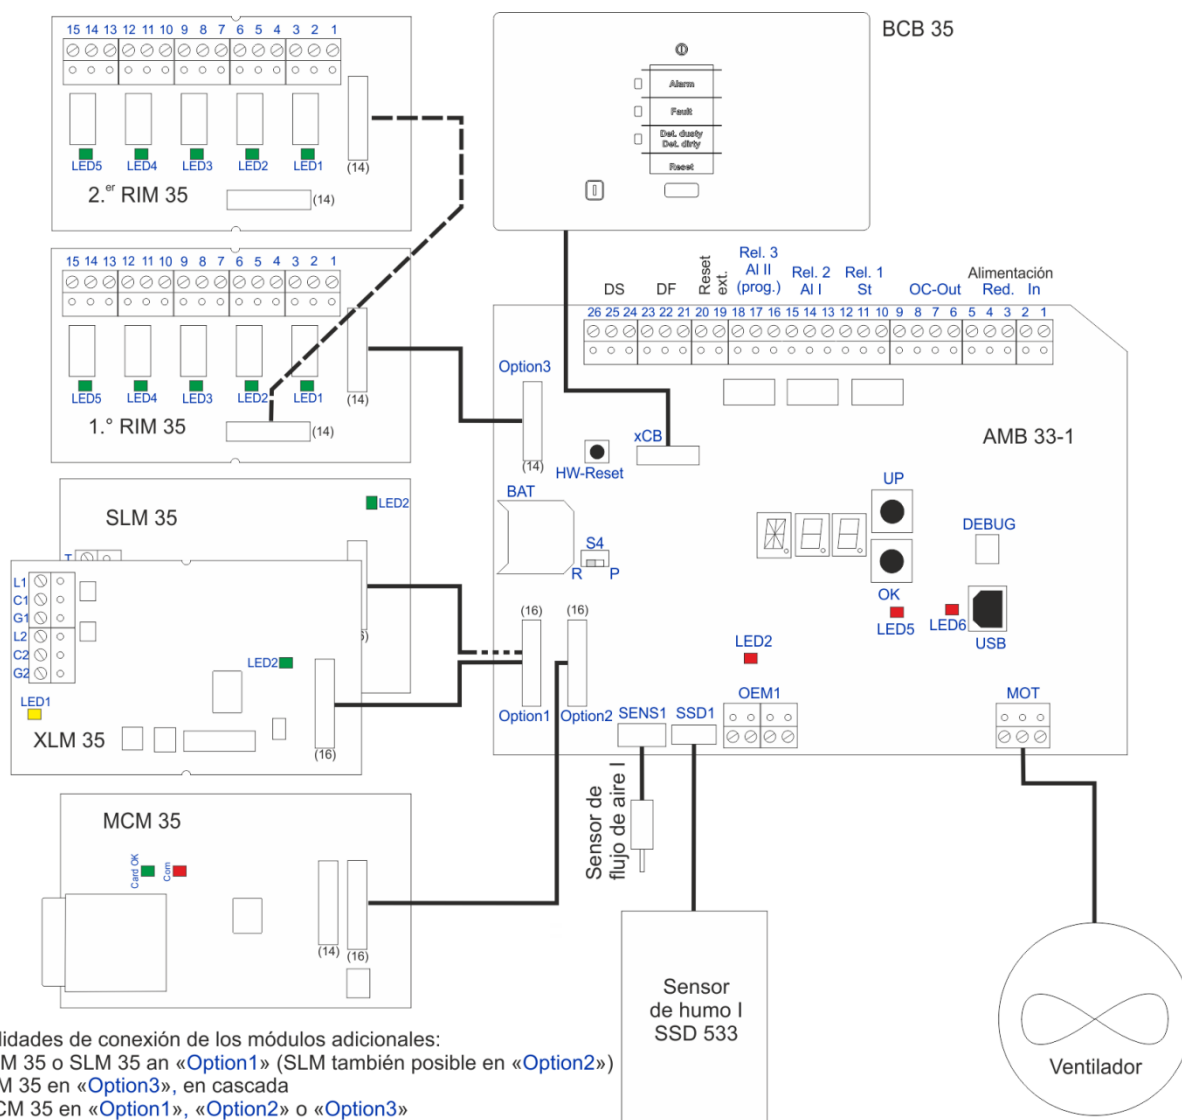 15 14 13 12 11 10 9 8 7 6 5 4 3 2 1
LED5 LED4 LED3 LED2 LED1
(14)
2.er RIM 35
(14)
BCB 35
Alarm
Fault
Det. dusty
Det. dirty
Reset
15 14 13 12 11 10 9 8 7 6 5 4 3 2 1
LED5 LED4 LED3 LED2 LED1
(14)
1.° RIM 35
(14)
DS
DF
Reset
ext.
Rel. 3
Al II
(prog.)
Rel. 2
Al I
Rel. 1
St
OC-Out
Alimentación
Red. In
26 25 24 23 22 21 20 19 18 17 16 15 14 13 12 11 10 9 8 7 6 5 4 3 2 1
Option3
(14)
xCB
HW-Reset
AMB 33-1
BAT
S4
R P
UP
OK
DEBUG
LED5
LED6
USB
LED2
(16)
(16)
Option1
Option2
SENS1
SSD1
OEM1
MOT
SLM 35
LED2
L1
C1
G1
L2
C2
G2
LED2
LED1
XLM 35
(16)
MCM 35
Card OK
Com
(14)
(16)
Sensor de
flujo de aire I
Sensor
de humo I
SSD 533
Ventilador
lidades de conexión de los módulos adicionales:
M 35 o SLM 35 an «Option1» (SLM también posible en «Option2»)
M 35 en «Option3», en cascada
CM 35 en «Option1», «Option2» o «Option3»